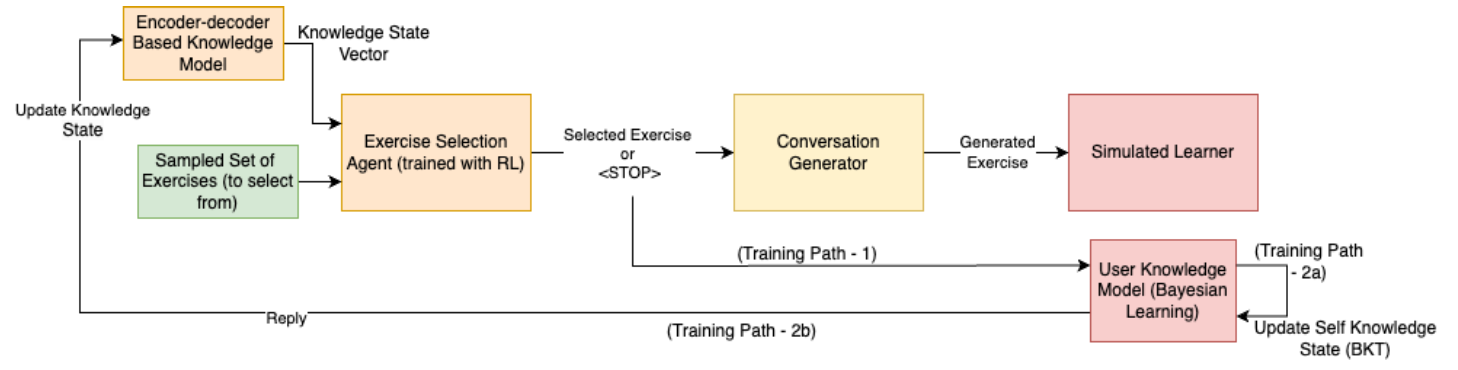 Encoder-decoder
Based Knowledge
Model
Knowledge State
Vector
Update Knowledge
State
Sampled Set of
Exercises (to select
from)
Exercise Selection
Agent (trained with RL)
Selected Exercise
or
<STOP>
Conversation
Generator
Generated
Exercise
Simulated Learner
(Training Path - 1)
User Knowledge
Model (Bayesian
Learning)
(Training Path
- 2a)
Update Self Knowledge
State (BKT)
Reply
(Training Path - 2b)